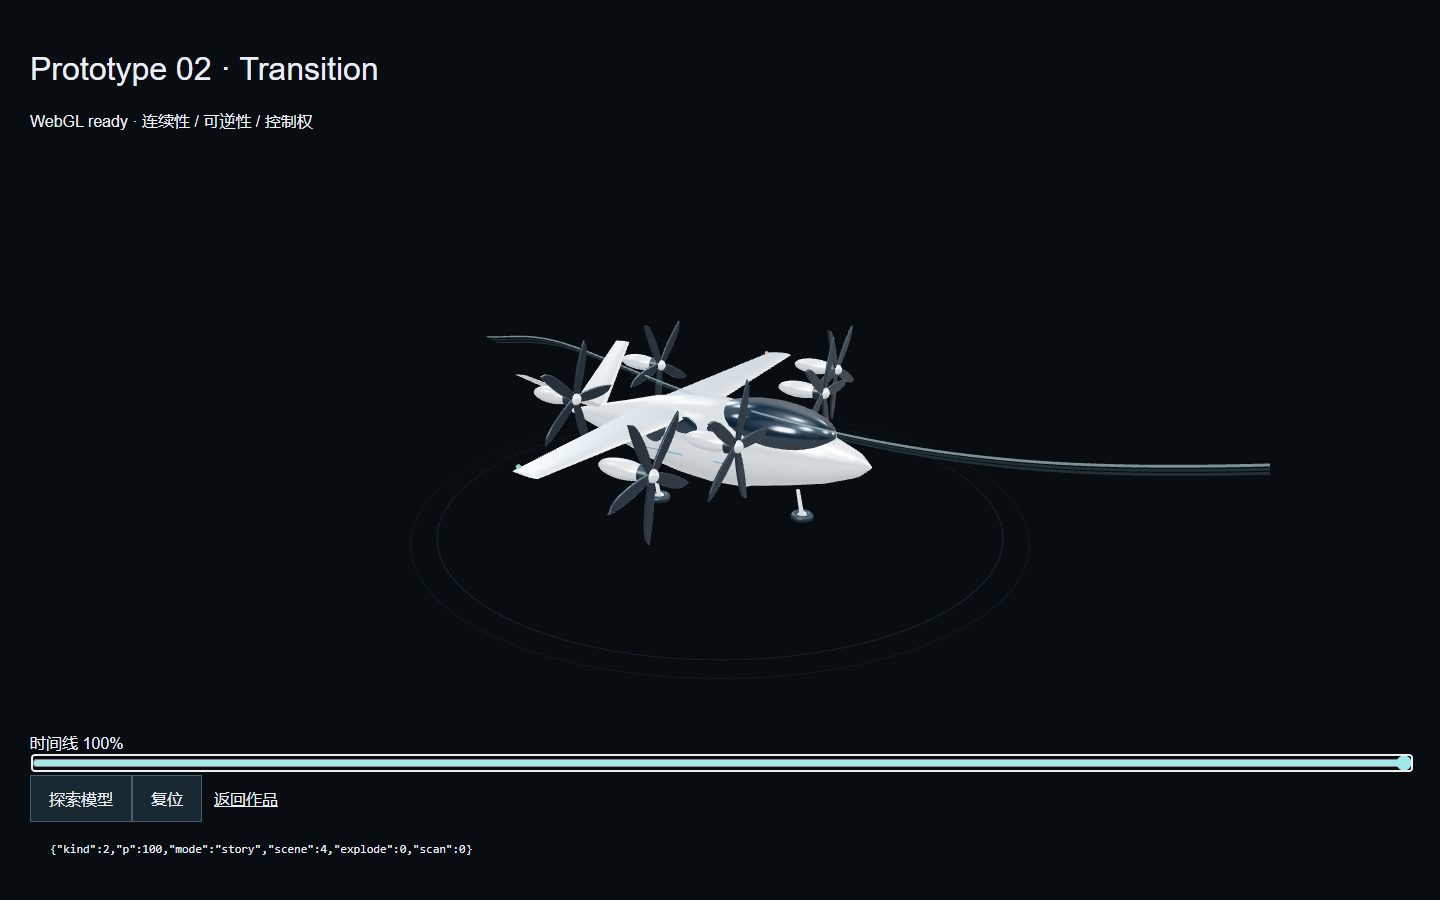 Prototype 02 · Transition
WebGL ready · 连续性 / 可逆性 / 控制权
时间线 100%
探索模型 复位 返回作品
{"kind":2,"p":100,"mode":"story","scene":4,"explode":0,"scan":0}